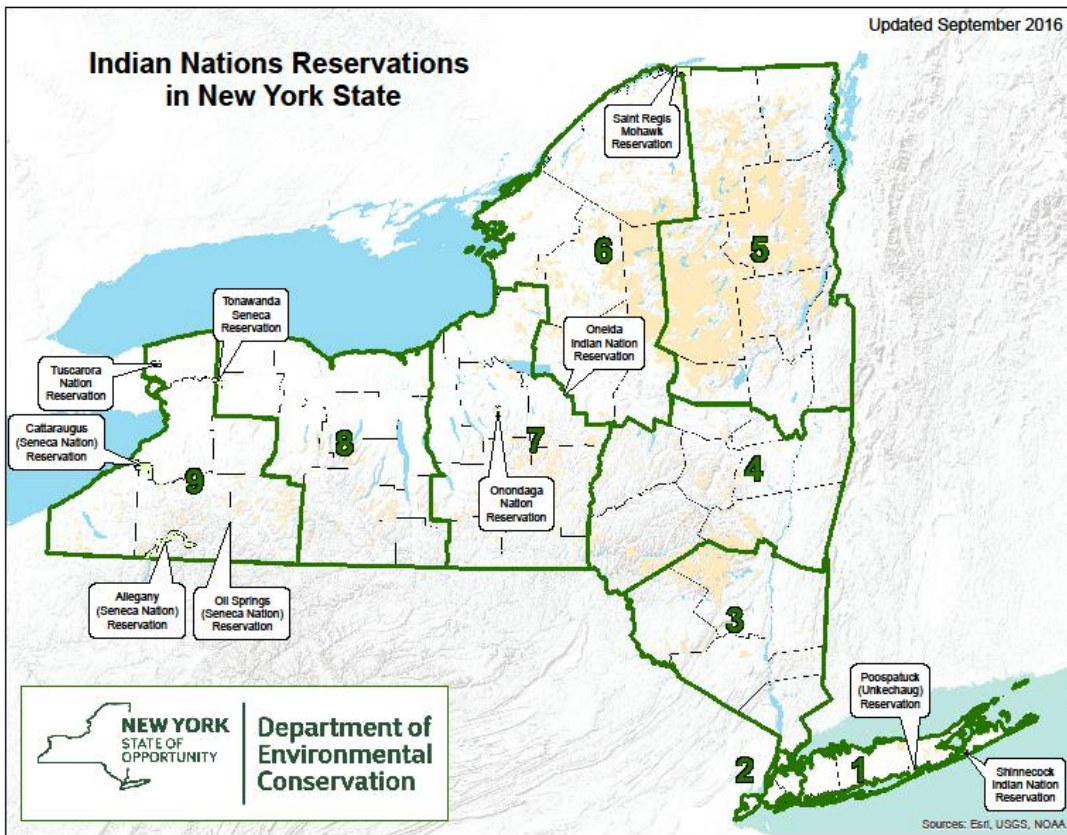 Updated September 2016
Indian Nations Reservations
in New York State
Saint Regis
Mohawk
Reservation
6
5
Tonawanda
Seneca
Reservation
Oneida
Indian Nation
Reservation
Tuscarora
Nation
Reservation
Cattaraugus
(Seneca Nation)
Reservation
9
8
7
4
Onondaga
Nation
Reservation
Allegany
(Seneca Nation)
Reservation
Oil Springs
(Seneca Nation)
Reservation
3
Poospatuck
(Unkechaug)
Reservation
2
1
Shinnecock
Indian Nation
Reservation
NEW YORK
STATE OF
OPPORTUNITY
Department of
Environmental
Conservation
Sources: Esri, USGS, NOAA